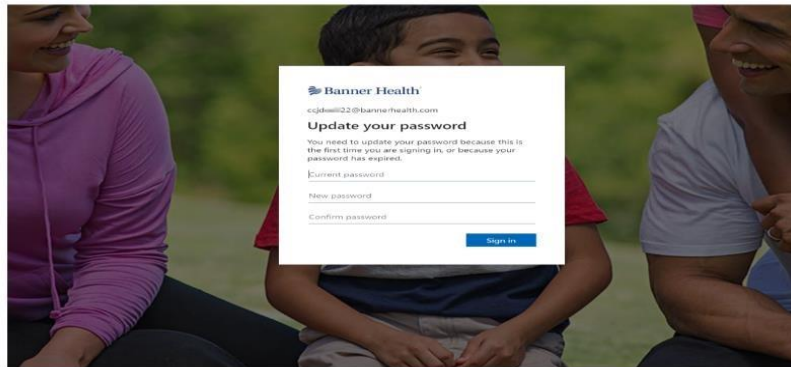 Banner Health
Update your password
You need to update your password because this is
the first time you are signing in, or because your
password has expired.
Current password
New password
Confirm password
Sign in